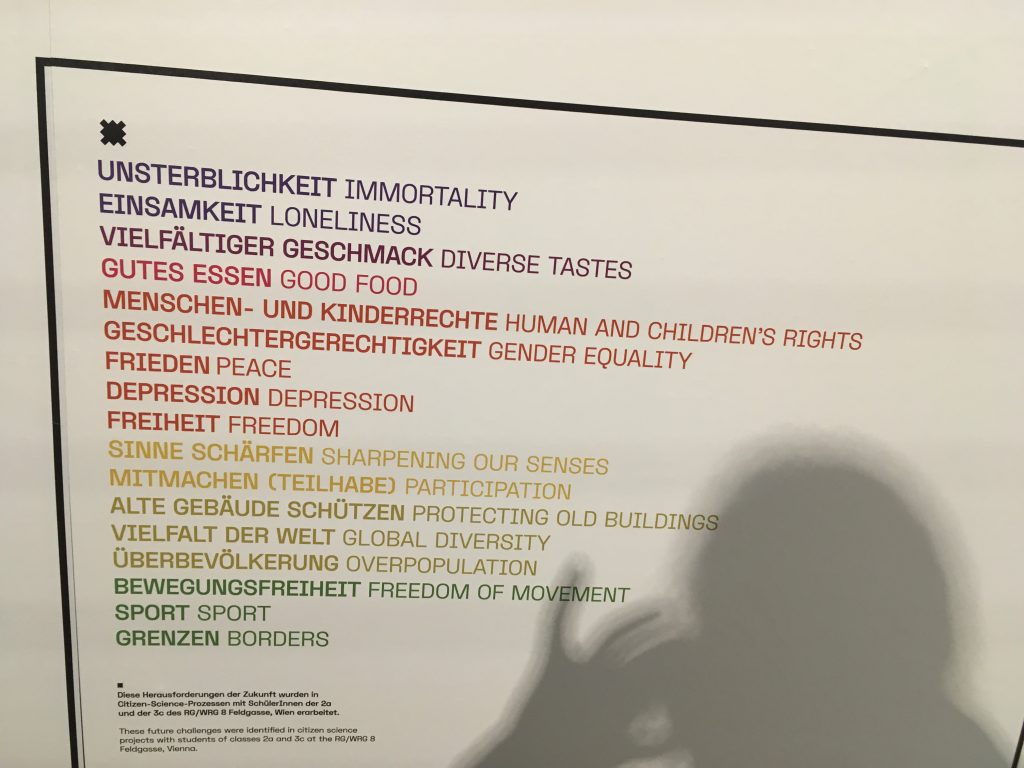 UNSTERBLICHKEIT IMMORTALITY
EINSAMKEIT LONELINESS
VIELFÄLTIGER GESCHMACK DIVERSE TASTES
GUTES ESSEN GOOD FOOD
MENSCHEN- UND KINDERRECHTE HUMAN AND CHILDREN'S RIGHTS
GESCHLECHTERGERECHTIGKEIT GENDER EQUALITY
FRIEDEN PEACE
DEPRESSION DEPRESSION
FREIHEIT FREEDOM
SINNE SCHÄRFEN SHARPENING OUR SENSES
MITMACHEN (TEILHABE) PARTICIPATION
ALTE GEBÄUDE SCHÜTZEN PROTECTING OLD BUILDINGS
VIELFALT DER WELT GLOBAL DIVERSITY
ÜBERBEVÖLKERUNG OVERPOPULATION
BEWEGUNGSFREIHEIT FREEDOM OF MOVEMENT
SPORT SPORT
GRENZEN BORDERS
Diese Herausforderungen der Zukunft wurden in
Citizen-Science-Prozessen mit SchülerInnen der 2a
und der 3c des RG/WRG 8 Feldgasse, Wien erarbeitet.
These future challenges were identified in citizen science
projects with students of classes 2a and 3c at the RG/WRG 8
Feldgasse, Vienna.